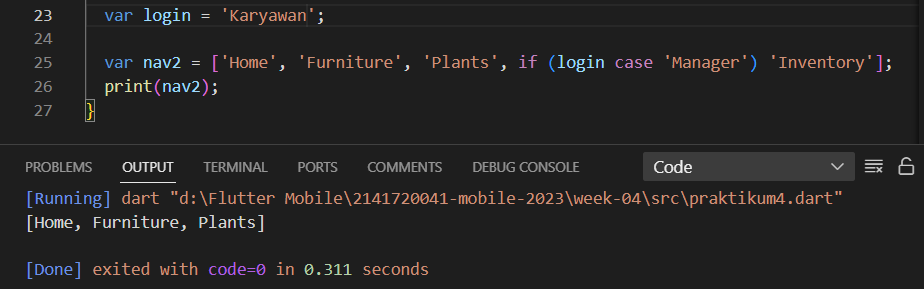 23 var login = 'Karyawan';
24
25 var nav2 = ['Home', 'Furniture', 'Plants', if (login case 'Manager') 'Inventory'];
26 print(nav2);
27 }
PROBLEMS OUTPUT TERMINAL PORTS COMMENTS DEBUG CONSOLE Code
[Running] dart "d:\Flutter Mobile\2141720041-mobile-2023\week-04\src\praktikum4.dart"
[Home, Furniture, Plants]
[Done] exited with code=0 in 0.311 seconds